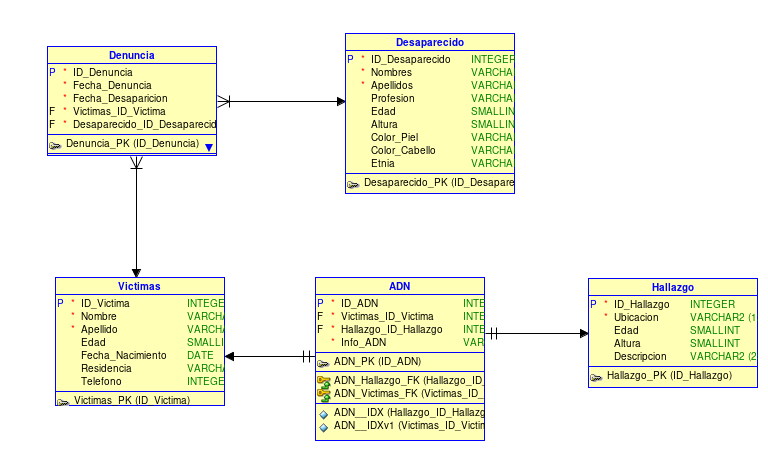 Denuncia
P * ID_Denuncia
* Fecha_Denuncia
* Fecha_Desaparicion
F * Victimas_ID_Victima
F * Desaparecido_ID_Desaparecid
Denuncia_PK (ID_Denuncia)
Desaparecido
P * ID_Desaparecido INTEGER
* Nombres VARCHA
* Apellidos VARCHA
Profesion VARCHA
Edad SMALLIN
Altura SMALLIN
Color_Piel VARCHA
Color_Cabello VARCHA
Etnia VARCHA
Desaparecido_PK (ID_Desapare
Victimas
P * ID_Victima INTEGE
* Nombre VARCHA
* Apellido VARCHA
Edad SMALLI
Fecha_Nacimiento DATE
Residencia VARCHA
Telefono INTEGE
Victimas_PK (ID_Victima)
ADN
P * ID_ADN INTE
F * Victimas_ID_Victima INTE
F * Hallazgo_ID_Hallazgo INTE
* Info_ADN VAR
ADN_PK (ID_ADN)
ADN_Hallazgo_FK (Hallazgo_ID_
ADN_Victimas_FK (Victimas_ID_
ADN__IDX (Hallazgo_ID_Hallazg
ADN__IDXv1 (Victimas_ID_Victin
Hallazgo
P * ID_Hallazgo INTEGER
* Ubicacion VARCHAR2 (1
Edad SMALLINT
Altura SMALLINT
Descripcion VARCHAR2 (2
Hallazgo_PK (ID_Hallazgo)